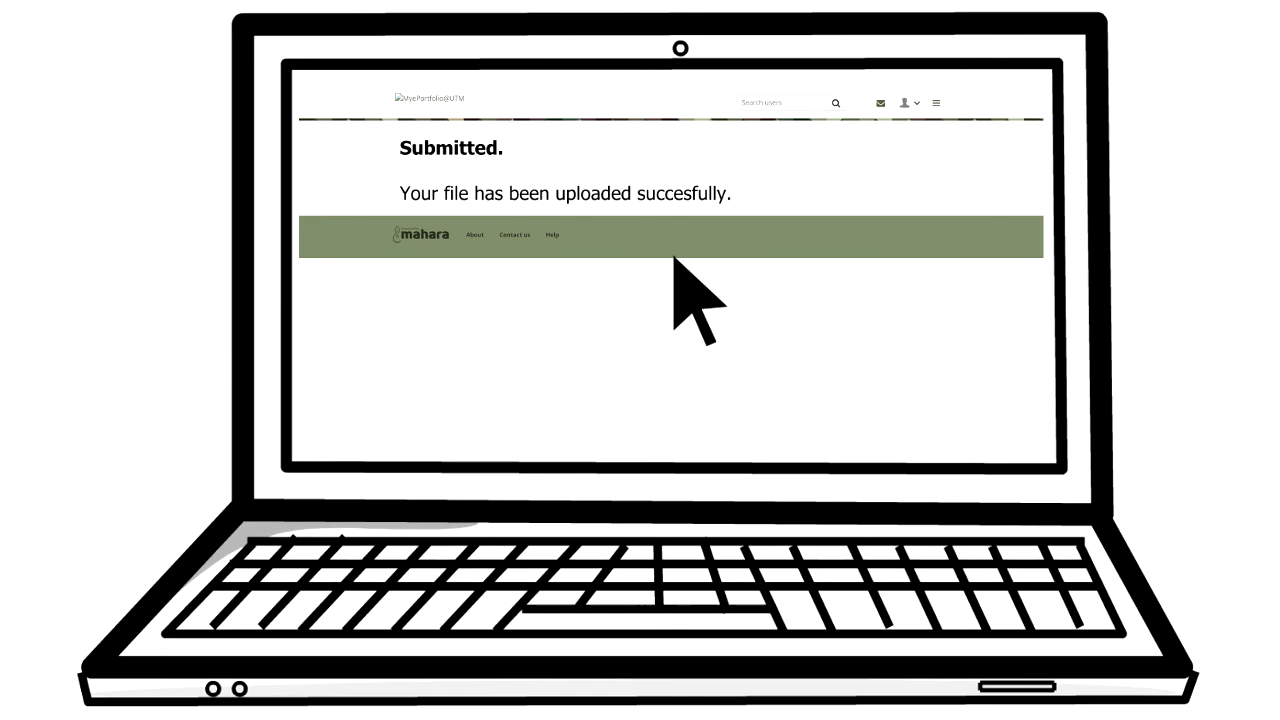 MyePortfolio@UTM
Search users
Submitted.
Your file has been uploaded succesfully.
mahara About Contact us Help